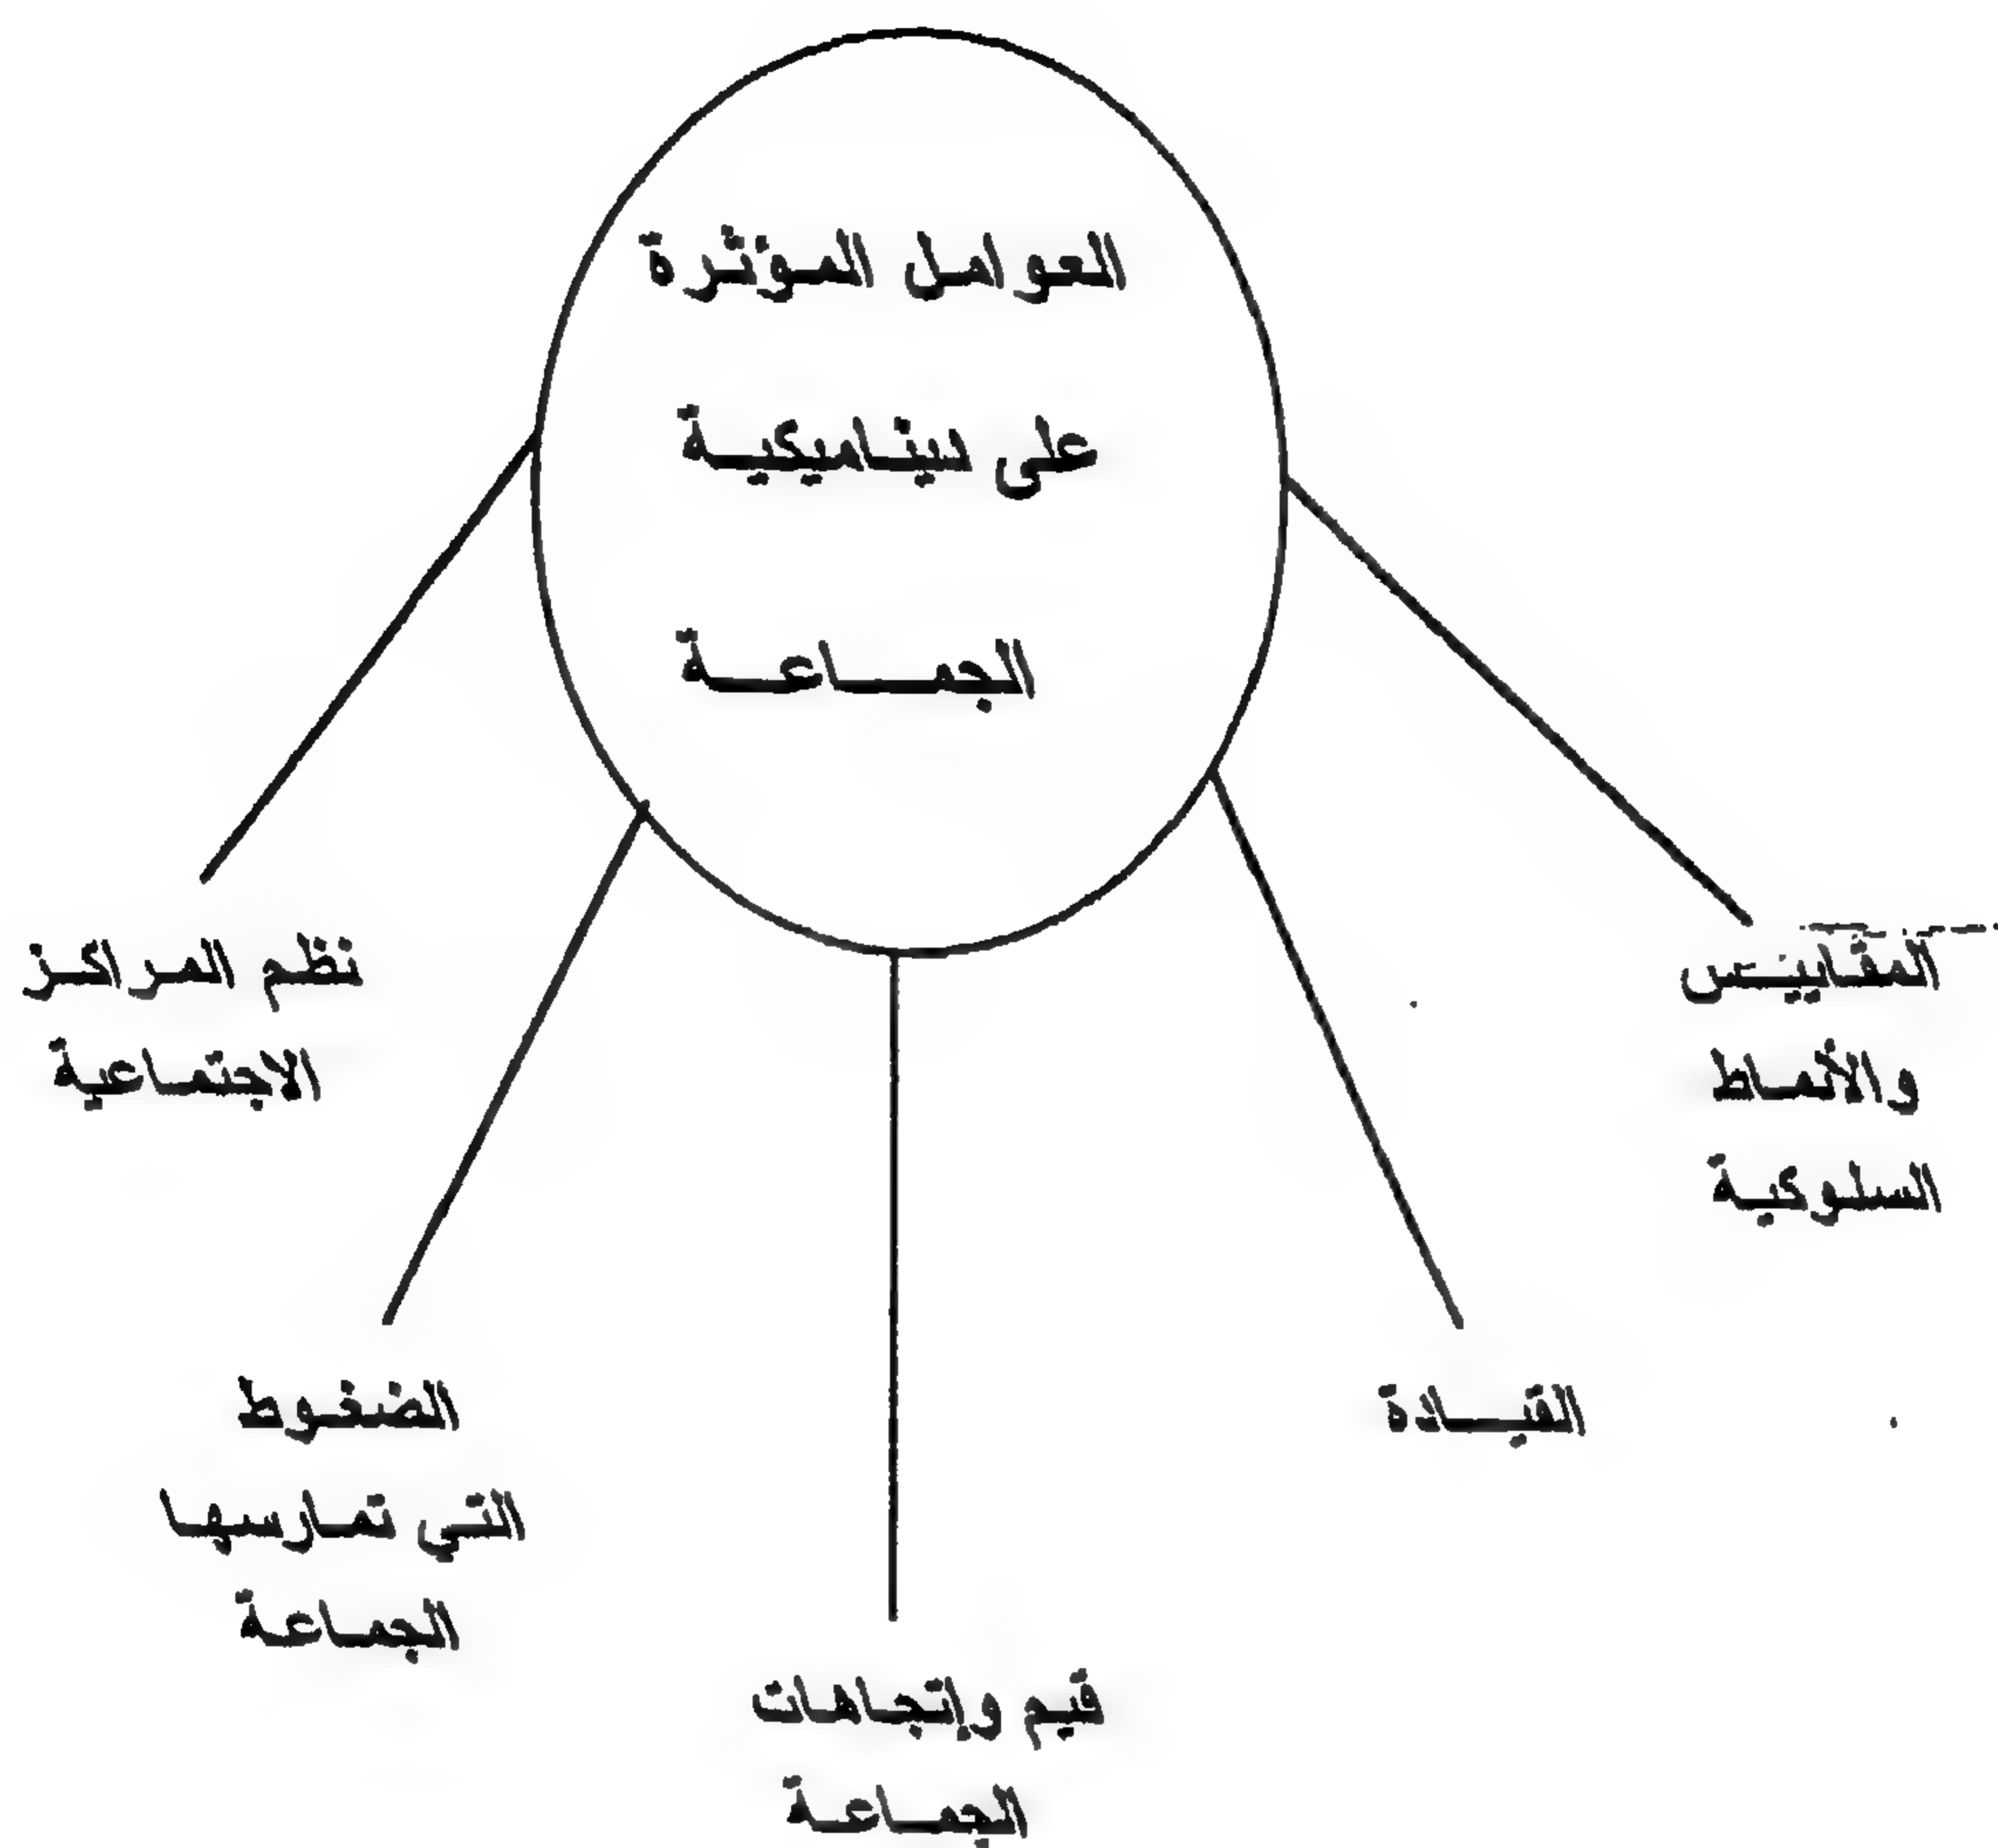 العوامل المؤثرة
على ديناميكية
الجماعة
المقاييس
والأنماط
السلوكية
القيادة
قيم وإتجاهات
الجماعة
الضغوط
التي تمارسها
الجماعة
نظم المراكز
الاجتماعية